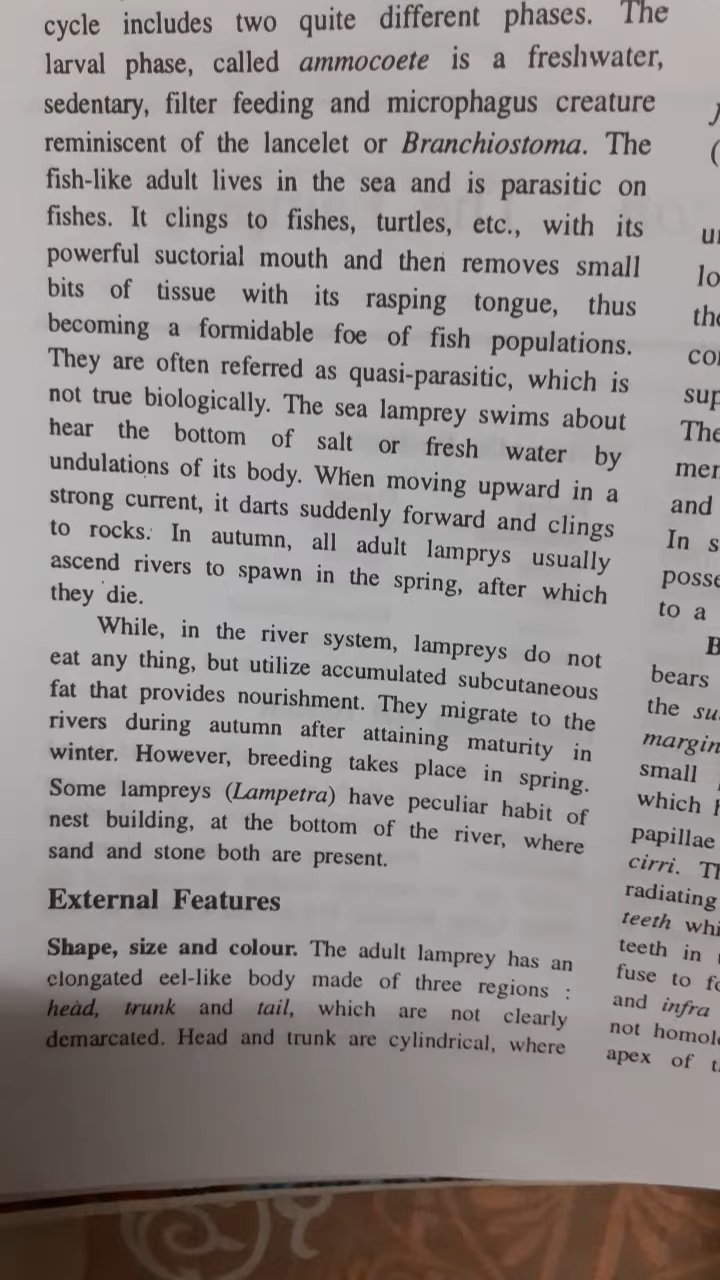 cycle includes two quite different phases. The
larval phase, called ammocoete is a freshwater,
sedentary, filter feeding and microphagus creature
reminiscent of the lancelet or Branchiostoma. The
fish-like adult lives in the sea and is parasitic on
fishes. It clings to fishes, turtles, etc., with its
powerful suctorial mouth and then removes small
bits of tissue with its rasping tongue, thus
becoming a formidable foe of fish populations.
They are often referred as quasi-parasitic, which is
not true biologically. The sea lamprey swims about
hear the bottom of salt or fresh water by
undulations of its body. When moving upward in a
strong current, it darts suddenly forward and clings
to rocks. In autumn, all adult lamprys usually
ascend rivers to spawn in the spring, after which
they die.
While, in the river system, lampreys do not
eat any thing, but utilize accumulated subcutaneous
fat that provides nourishment. They migrate to the
rivers during autumn after attaining maturity in
winter. However, breeding takes place in spring.
Some lampreys (Lampetra) have peculiar habit of
nest building, at the bottom of the river, where
sand and stone both are present.
External Features
Shape, size and colour. The adult lamprey has an
elongated eel-like body made of three regions :
head, trunk and tail, which are not clearly
demarcated. Head and trunk are cylindrical, where
(
lo
In s
to a
B
bears
the
small
which
papillae
cirri.
radiating
teeth
teeth in
fuse to
and infra
apex of